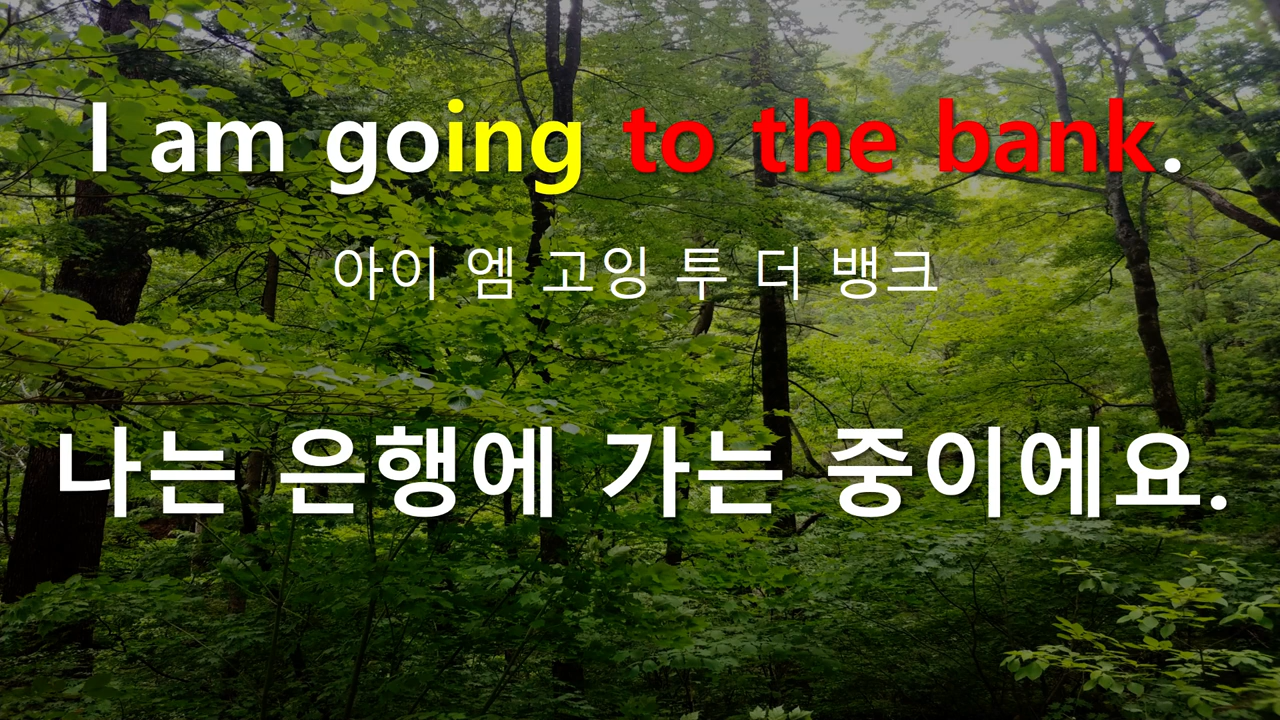 I am going to the bank.
아이 엠 고잉 투 더 뱅크
나는 은행에 가는 중이에요.